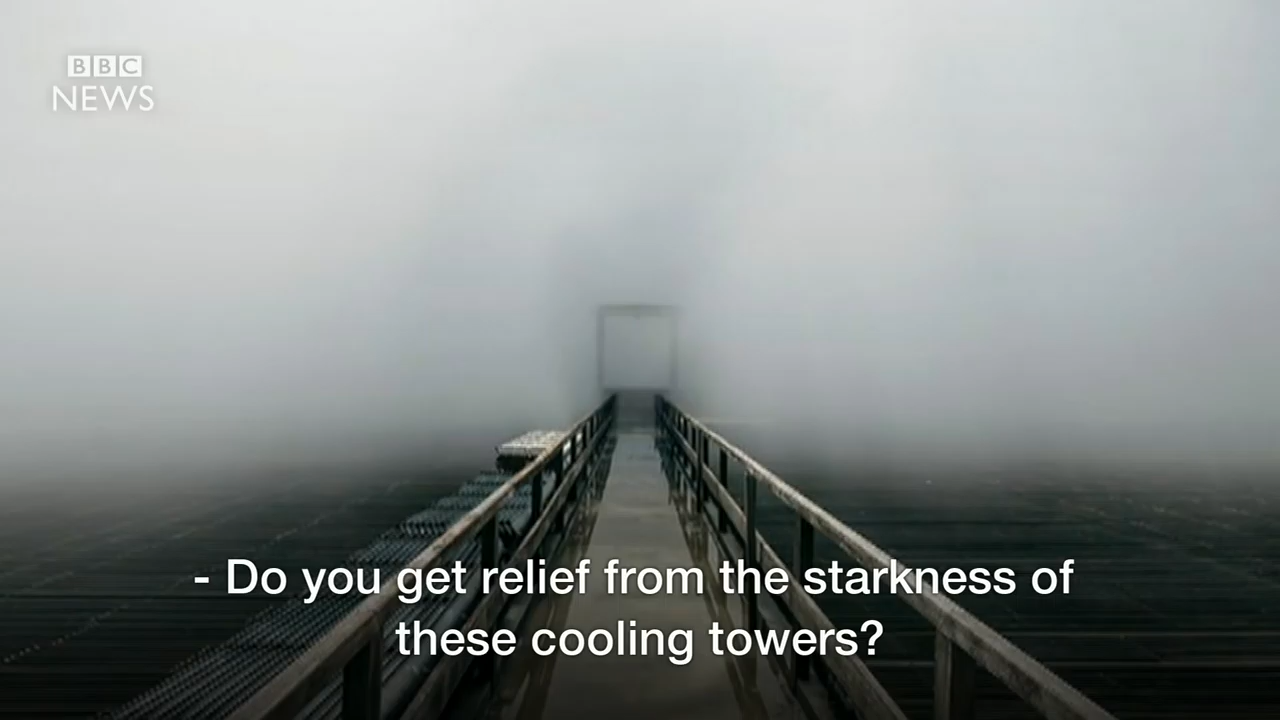 BBC
NEWS
- Do you get relief from the starkness of
these cooling towers?